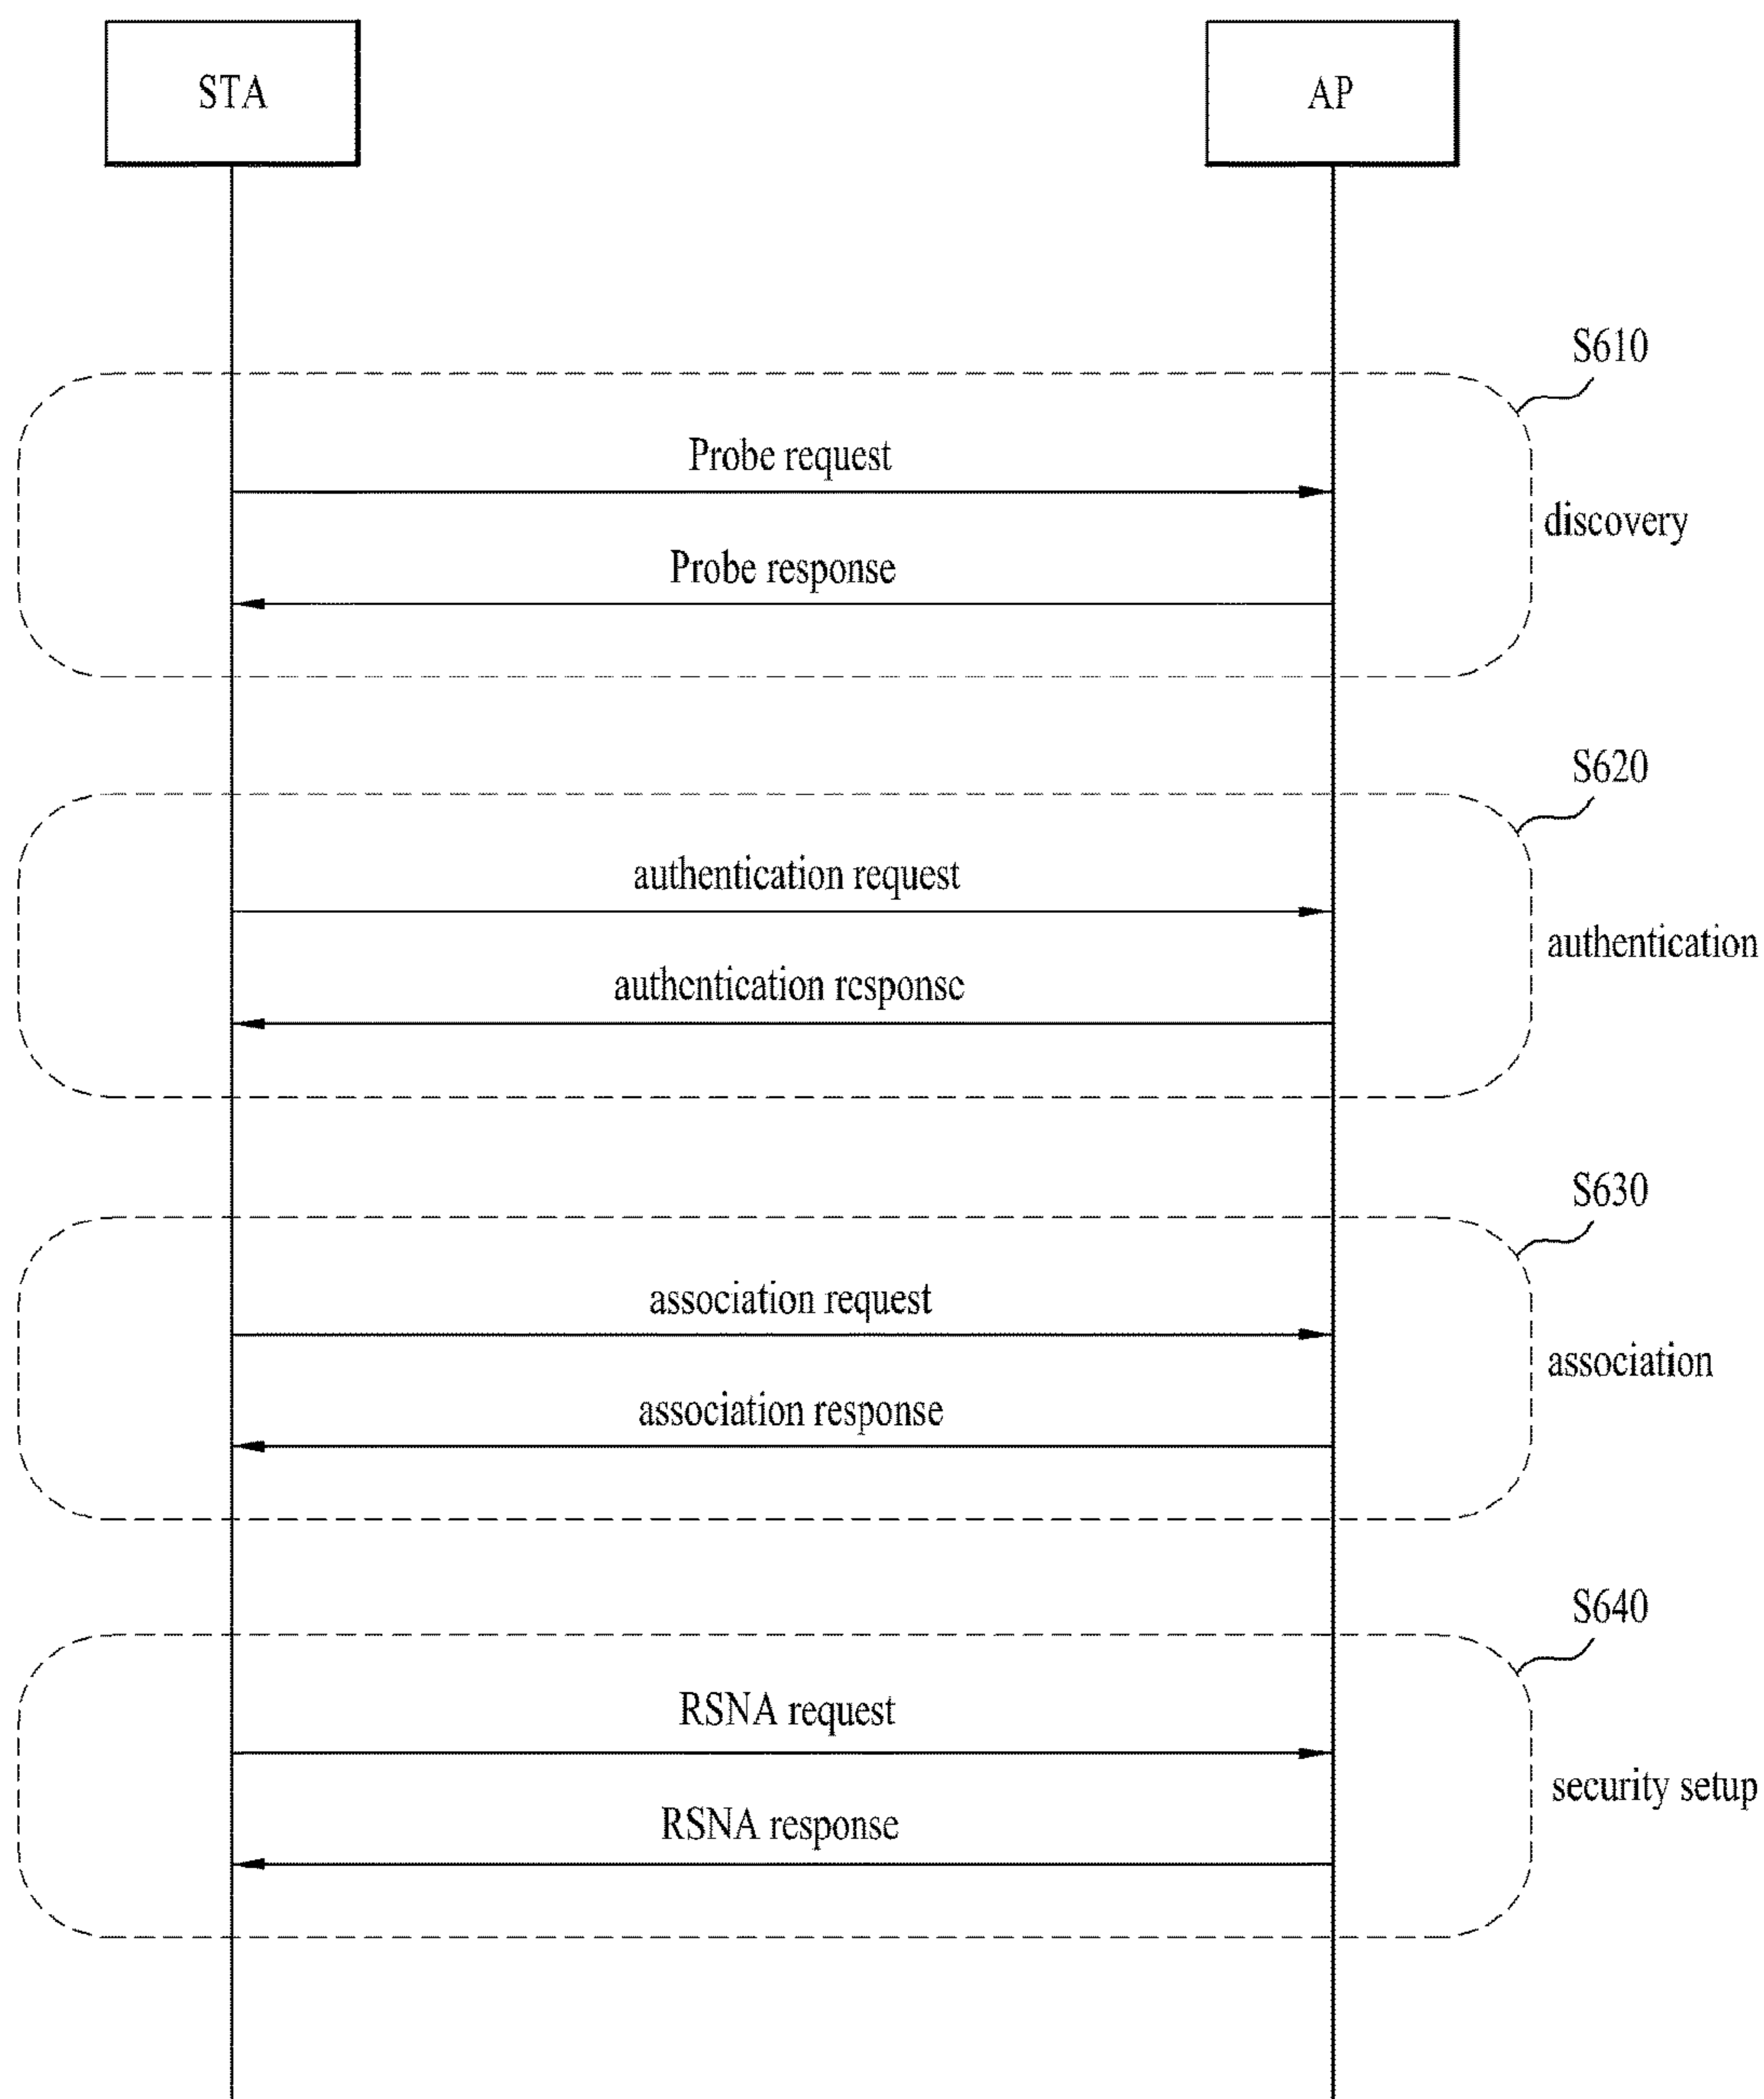 STA
AP
S610
Probe request
discovery
Probe response
S620
authentication request
authentication
authentication response
S630
association request
association
association response
S640
RSNA request
security setup
RSNA response